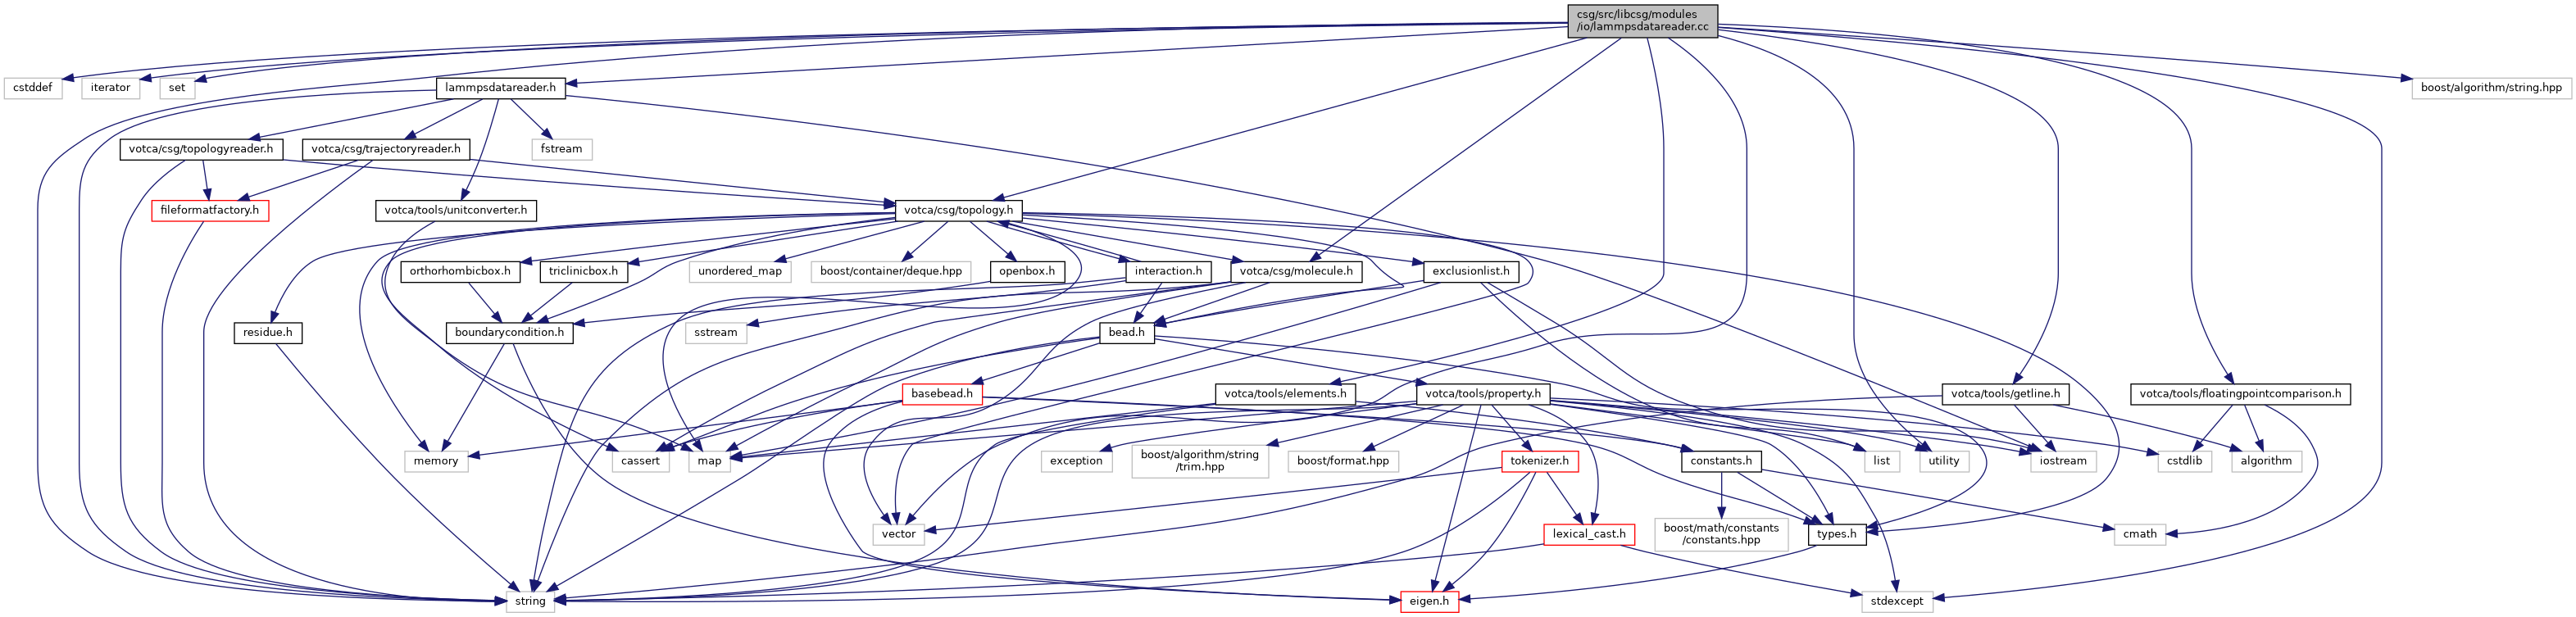 csg/src/libcsg/modules
/io/lammpsdatareader.cc
cstddef
iterator
set
lammpsdatareader.h
boost/algorithm/string.hpp
votca/csg/topologyreader.h
votca/csg/trajectoryreader.h
fstream
fileformatfactory.h
votca/tools/unitconverter.h
votca/csg/topology.h
orthorhombicbox.h
triclinicbox.h
unordered_map
boost/container/deque.hpp
openbox.h
interaction.h
votca/csg/molecule.h
exclusionlist.h
residue.h
boundarycondition.h
sstream
bead.h
basebead.h
votca/tools/elements.h
votca/tools/property.h
votca/tools/getline.h
votca/tools/floatingpointcomparison.h
memory
cassert
map
exception
boost/algorithm/string
/trim.hpp
boost/format.hpp
tokenizer.h
constants.h
list
utility
iostream
cstdlib
algorithm
vector
lexical_cast.h
boost/math/constants
/constants.hpp
types.h
cmath
string
eigen.h
stdexcept